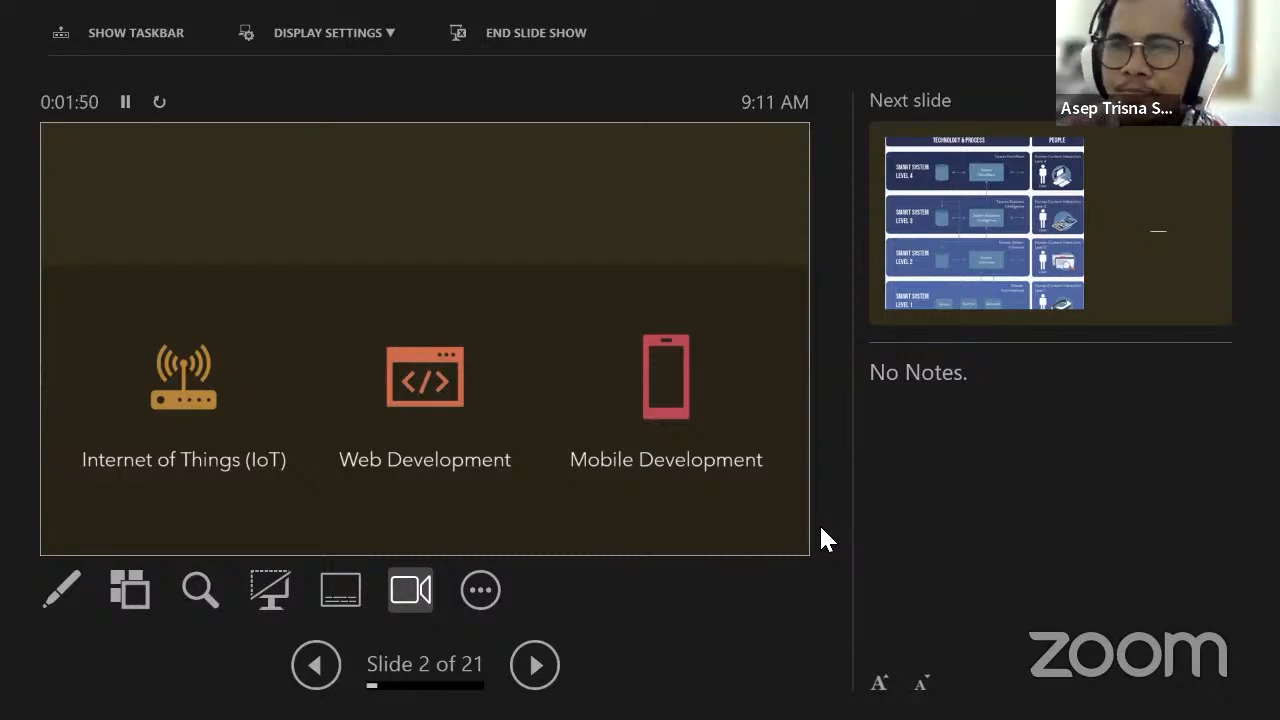 SHOW TASKBAR
DISPLAY SETTINGS ▼
END SLIDE SHOW
Asep Trisna S...
0:01:50
9:11 AM
Next slide
TECHNOLOGY & PROCESS
PEOPLE
SMART SYSTEM
LEVEL 4
SMART SYSTEM
LEVEL 3
SMART SYSTEM
LEVEL 2
SMART SYSTEM
LEVEL 1
Internet of Things (IoT)
Web Development
Mobile Development
No Notes.
Slide 2 of 21
A A
zoom